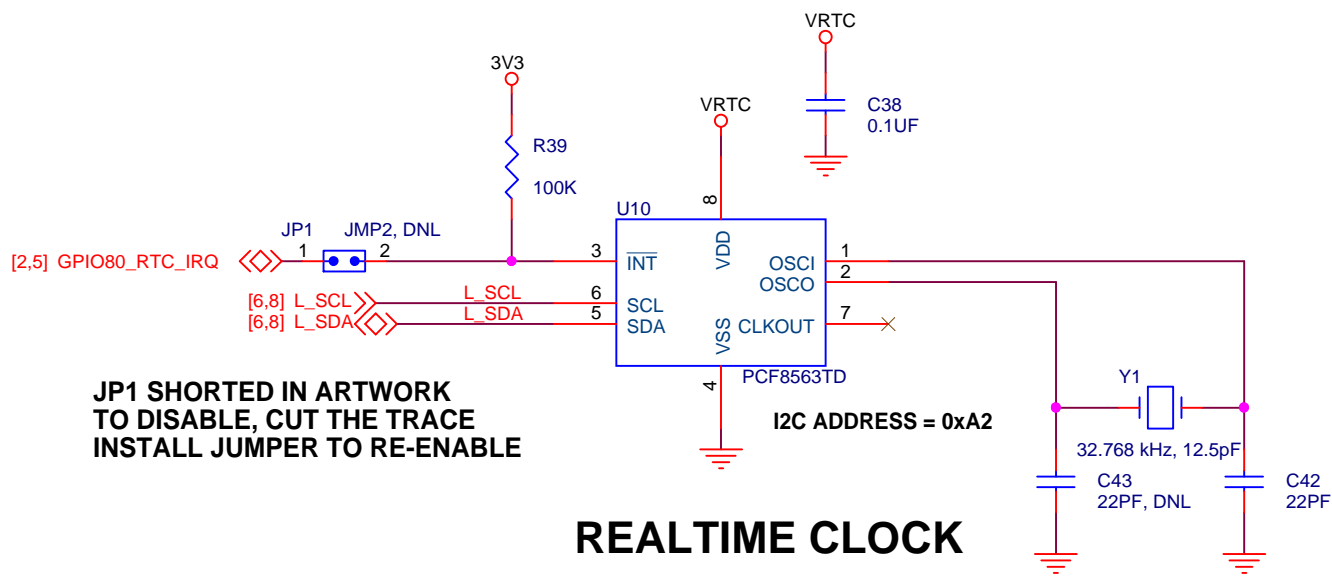 VRTC
3V3
C38
0.1UF
VRTC
R39
100K
8
U10
JP1
JMP2, DNL
[2,5] GPIO80_RTC_IRQ
1
2
3
INT
VDD
OSCI
1
OSCO
2
[6,8] L_SCL
L_SCL
6
SCL
[6,8] L_SDA
L_SDA
5
SDA
VSS
CLKOUT
7
4
PCF8563TD
Y1
JP1 SHORTED IN ARTWORK
TO DISABLE, CUT THE TRACE
INSTALL JUMPER TO RE-ENABLE
I2C ADDRESS = 0xA2
32.768 kHz, 12.5pF
C43
22PF, DNL
C42
22PF
REALTIME CLOCK